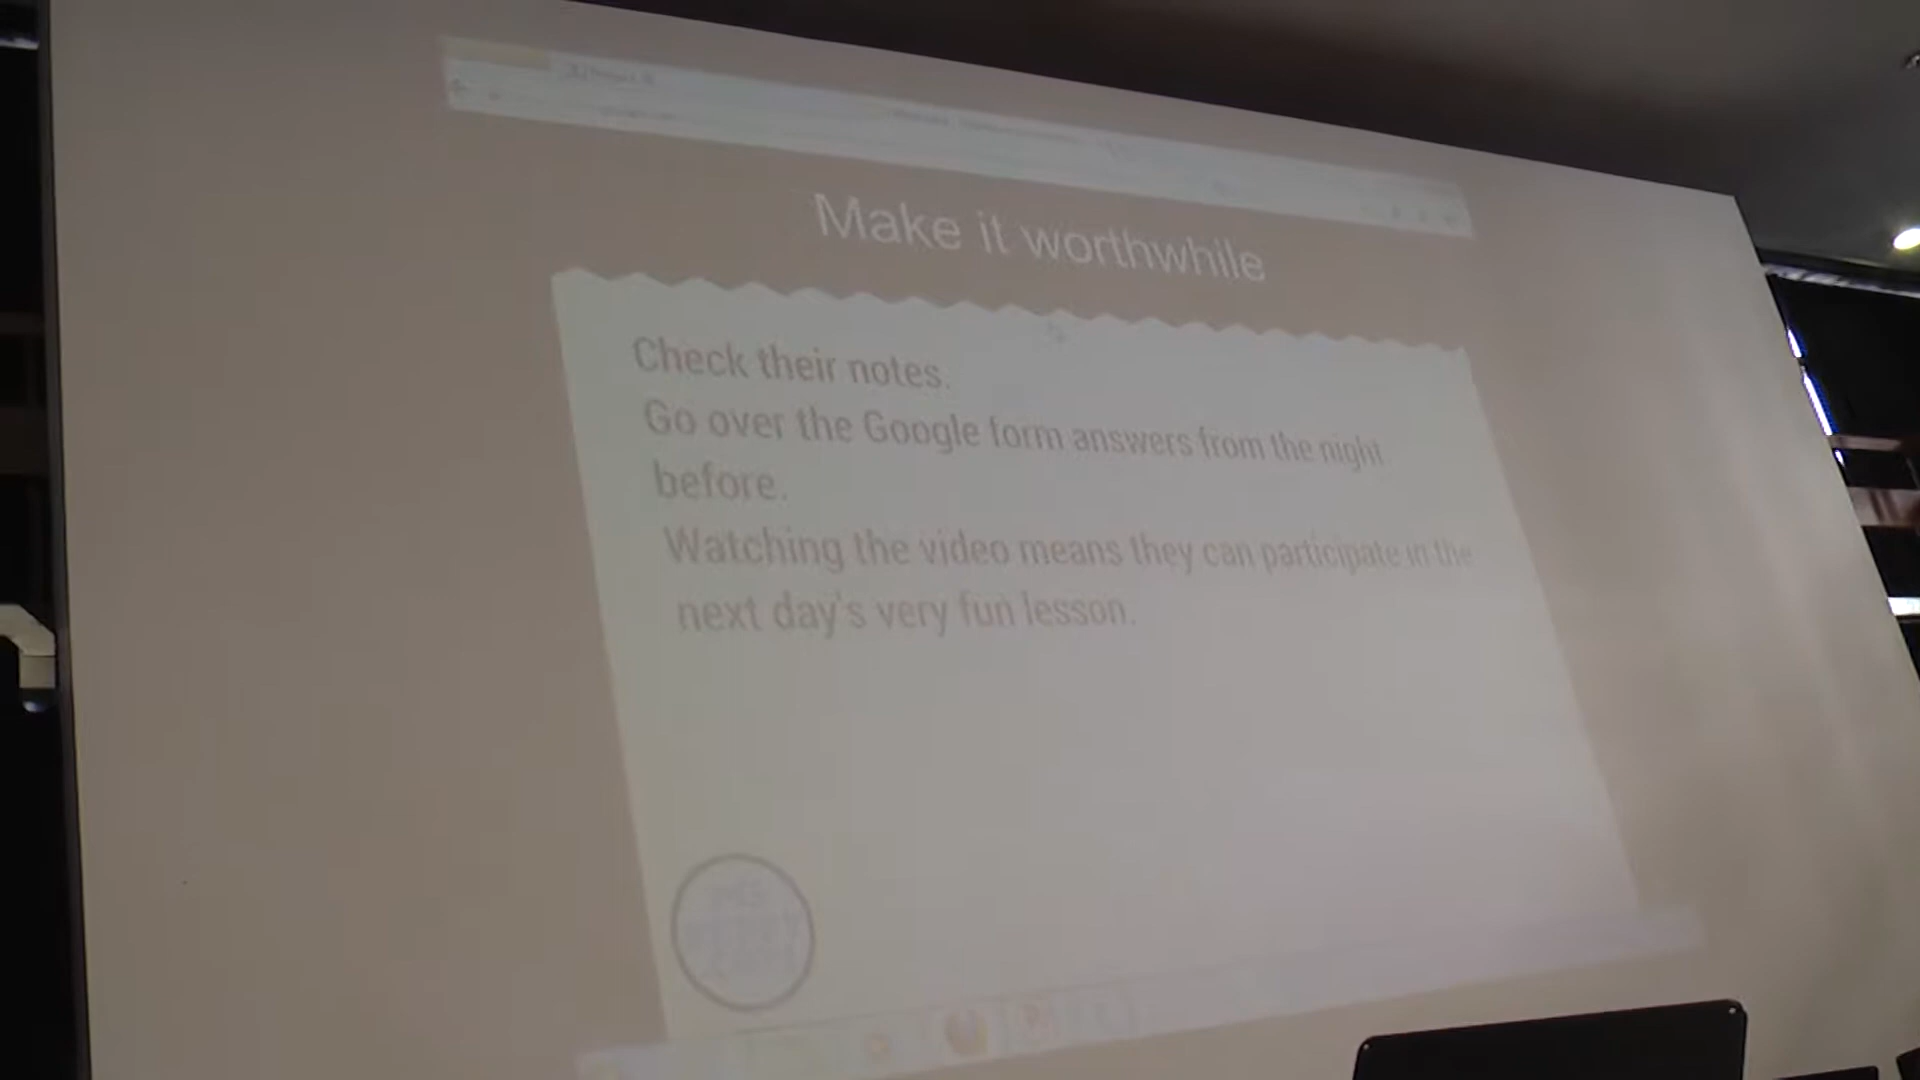 Make it worthwhile
Check their notes.
Go over the Google form answers from the night
before.
Watching the video means they can participate in the
next day's very fun lesson.